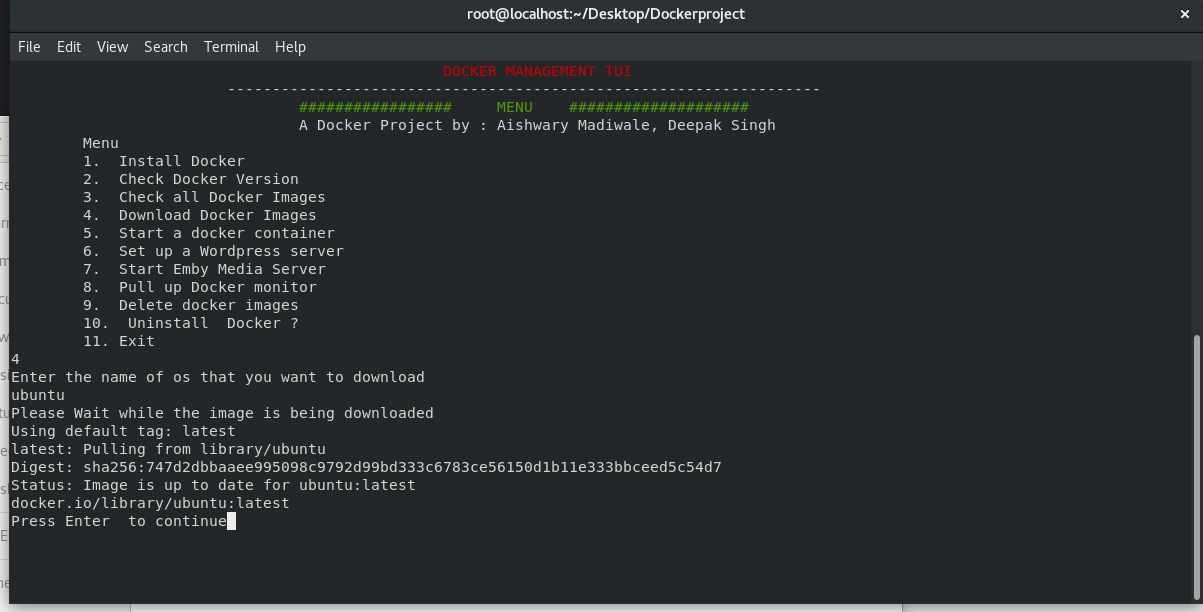 root@localhost:~/Desktop/Dockerproject ×
File Edit View Search Terminal Help
DOCKER MANAGEMENT TUI
------------------------------------------------------------------
################# MENU ####################
A Docker Project by : Aishwary Madiwale, Deepak Singh
Menu
1. Install Docker
2. Check Docker Version
3. Check all Docker Images
4. Download Docker Images
5. Start a docker container
6. Set up a Wordpress server
7. Start Emby Media Server
8. Pull up Docker monitor
9. Delete docker images
10. Uninstall Docker ?
11. Exit
4
Enter the name of os that you want to download
ubuntu
Please Wait while the image is being downloaded
Using default tag: latest
latest: Pulling from library/ubuntu
Digest: sha256:747d2dbbaaee995098c9792d99bd333c6783ce56150d1b11e333bbceed5c54d7
Status: Image is up to date for ubuntu:latest
docker.io/library/ubuntu:latest
Press Enter to continue